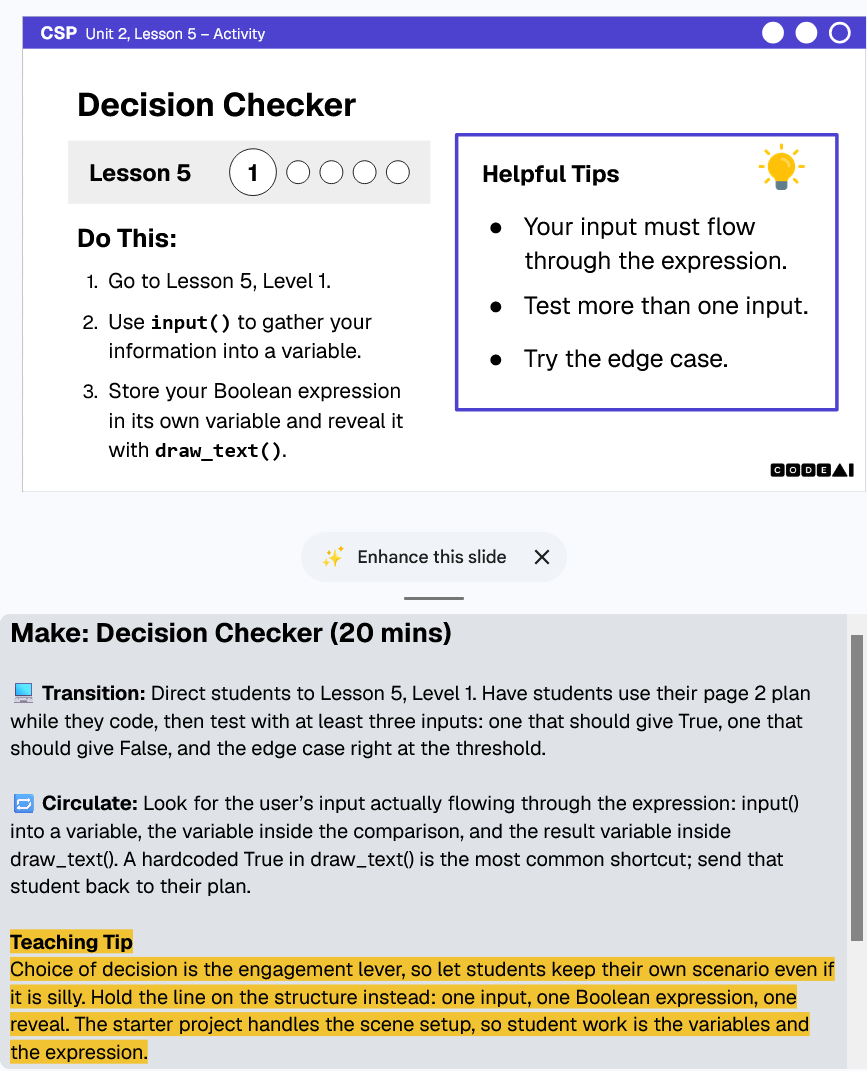 CSP Unit 2, Lesson 5 – Activity
Decision Checker
Lesson 5 1
Do This:
1. Go to Lesson 5, Level 1.
2. Use input() to gather your
information into a variable.
3. Store your Boolean expression
in its own variable and reveal it
with draw_text().
Helpful Tips
● Your input must flow
through the expression.
● Test more than one input.
● Try the edge case.
CODEAI
Enhance this slide
Make: Decision Checker (20 mins)
Transition: Direct students to Lesson 5, Level 1. Have students use their page 2 plan
while they code, then test with at least three inputs: one that should give True, one that
should give False, and the edge case right at the threshold.
Circulate: Look for the user’s input actually flowing through the expression: input()
into a variable, the variable inside the comparison, and the result variable inside
draw_text(). A hardcoded True in draw_text() is the most common shortcut; send that
student back to their plan.
Teaching Tip
Choice of decision is the engagement lever, so let students keep their own scenario even if
it is silly. Hold the line on the structure instead: one input, one Boolean expression, one
reveal. The starter project handles the scene setup, so student work is the variables and
the expression.